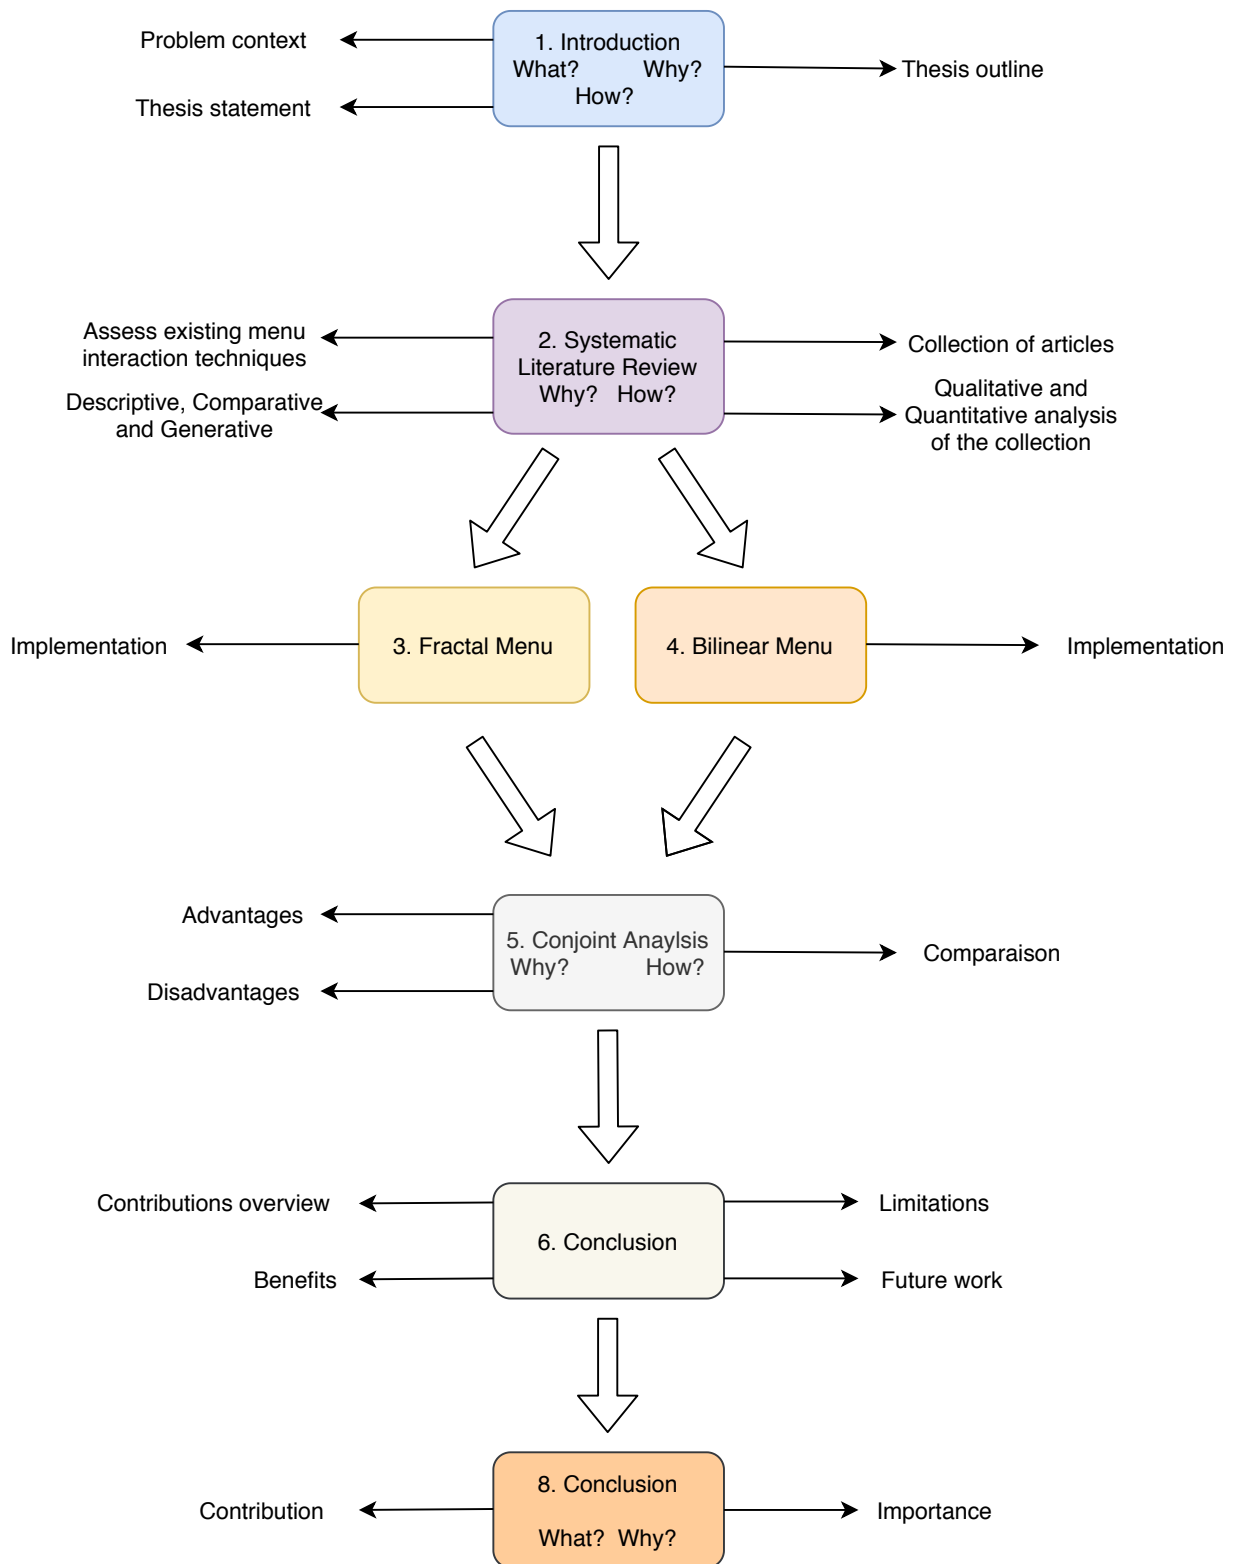 Problem context
1. Introduction
What? Why?
How?
Thesis outline
Thesis statement
Assess existing menu
interaction techniques
2. Systematic
Literature Review
Why? How?
Collection of articles
Descriptive, Comparative
and Generative
Qualitative and
Quantitative analysis
of the collection
Implementation
3. Fractal Menu
4. Bilinear Menu
Implementation
Advantages
5. Conjoint Anaylsis
Why? How?
Comparaison
Disadvantages
Contributions overview
Limitations
6. Conclusion
Benefits
Future work
8. Conclusion
What? Why?
Contribution
Importance